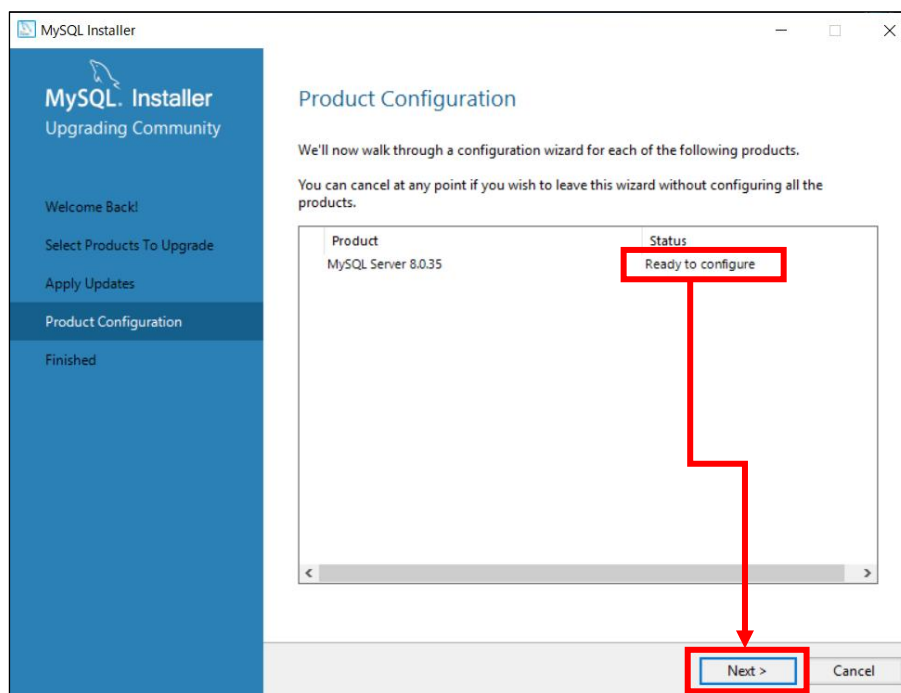 MySQL Installer
MySQL. Installer
Upgrading Community
Welcome Back!
Select Products To Upgrade
Apply Updates
Product Configuration
Finished
Product Configuration
We'll now walk through a configuration wizard for each of the following products.
You can cancel at any point if you wish to leave this wizard without configuring all the
products.
Product Status
MySQL Server 8.0.35 Ready to configure
Next > Cancel